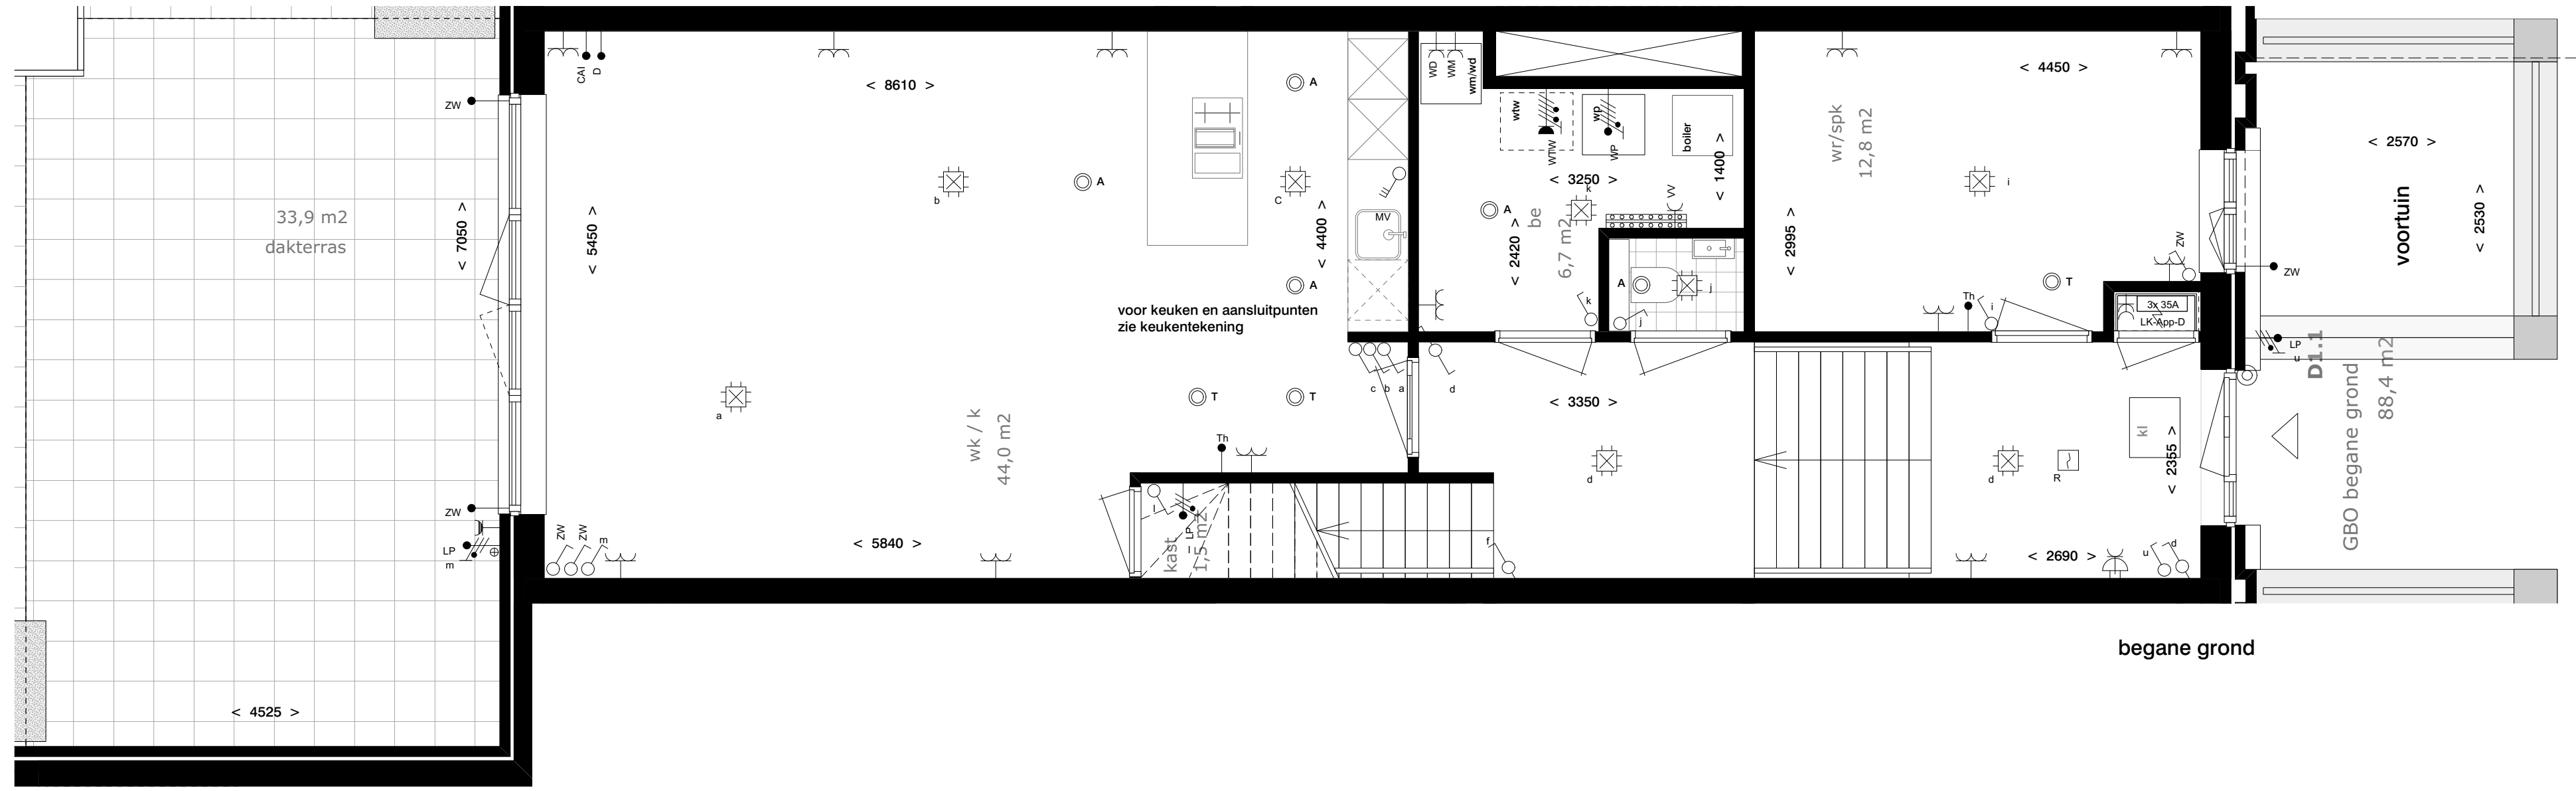 CAI
D
ZW
< 8610 >
A
A
b
C
A
A
a
T
T
Th
33,9 m2
dakterras
< 7050 >
< 5450 >
< 4400 >
MV
voor keuken en aansluitpunten
zie keukentekening
wk / k
44,0 m2
c b a
d
ZW
LP
m
ZW
ZW
m
< 5840 >
< 4525 >
l
LP
kast
1,5 m2
f
WD
WM
wm/wd
wtw
WTW
wp
WP
boiler
< 1400 >
< 3250 >
k
VV
A
be
6,7 m2
< 2420 >
k
A
j
j
< 3350 >
d
wr/spk
12,8 m2
< 4450 >
< 2995 >
i
T
Th
i
ZW
3x 35A
LK-App-D
d
R
kl
< 2355 >
< 2690 >
u
d
< 2570 >
voortuin
< 2530 >
ZW
LP
u
D1.1
GBO begane grond
88,4 m2
begane grond